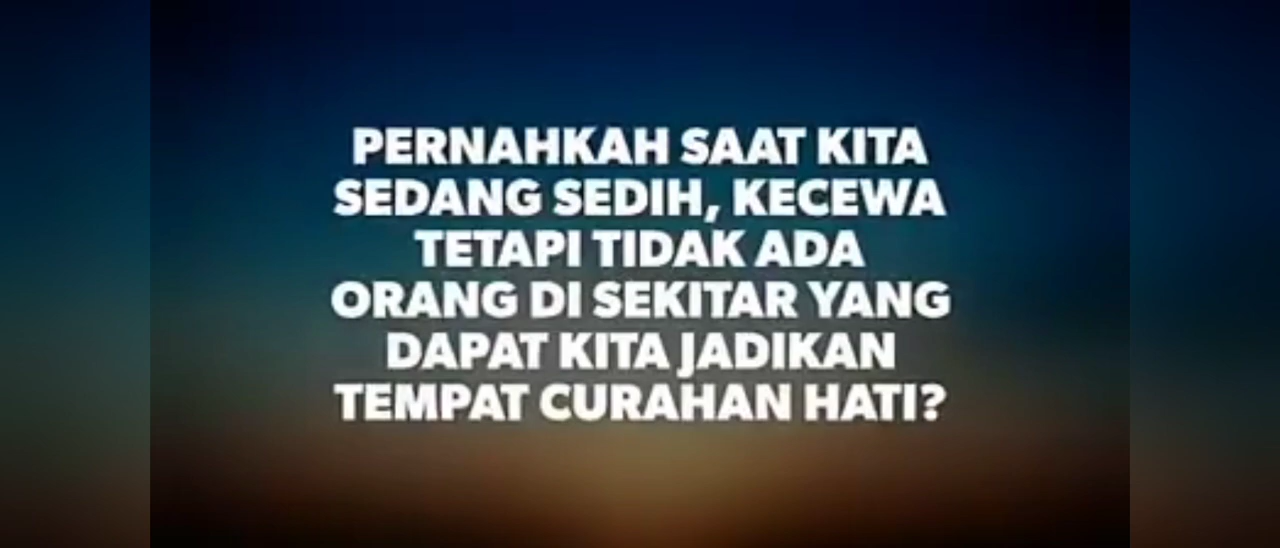 PERNAHKAH SAAT KITA
SEDANG SEDIH, KECEWA
TETAPI TIDAK ADA
ORANG DI SEKITAR YANG
DAPAT KITA JADIKAN
TEMPAT CURAHAN HATI?